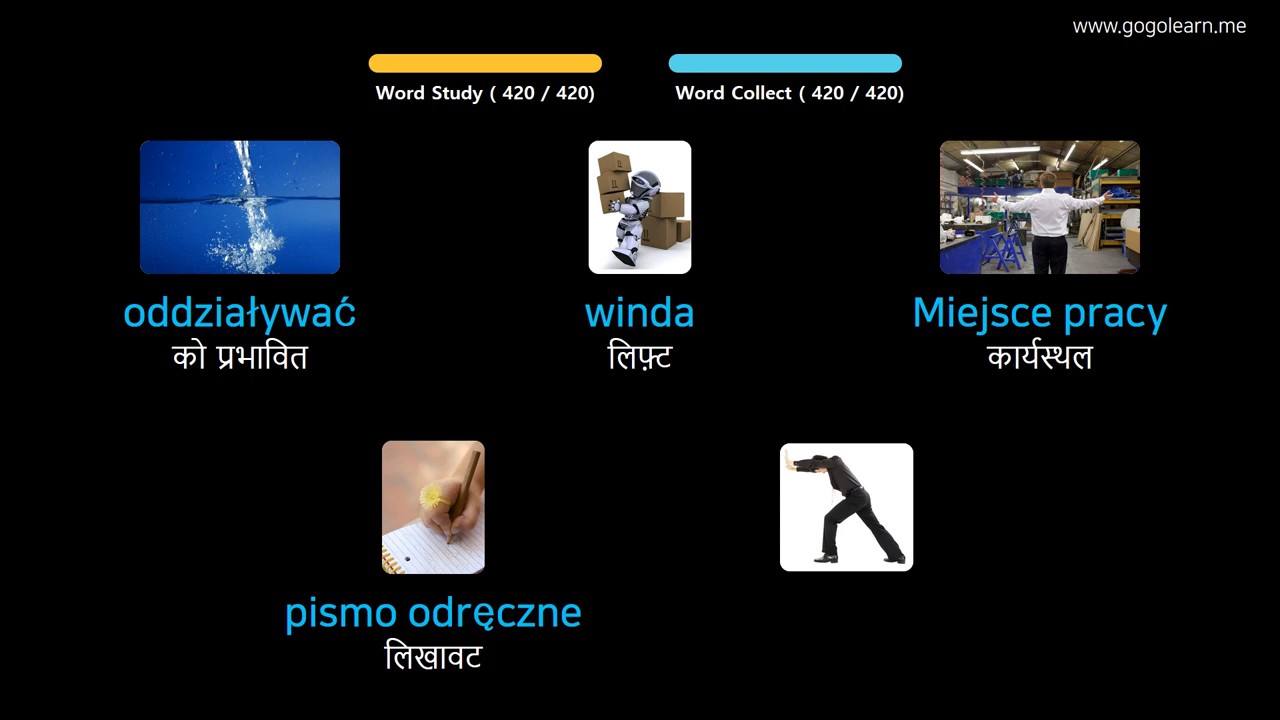 www.gogolearn.me
Word Study ( 420 / 420)
Word Collect ( 420 / 420)
oddziaływać
को प्रभावित
winda
लिफ़्ट
Miejsce pracy
कार्यस्थल
pismo odręczne
लिखावट